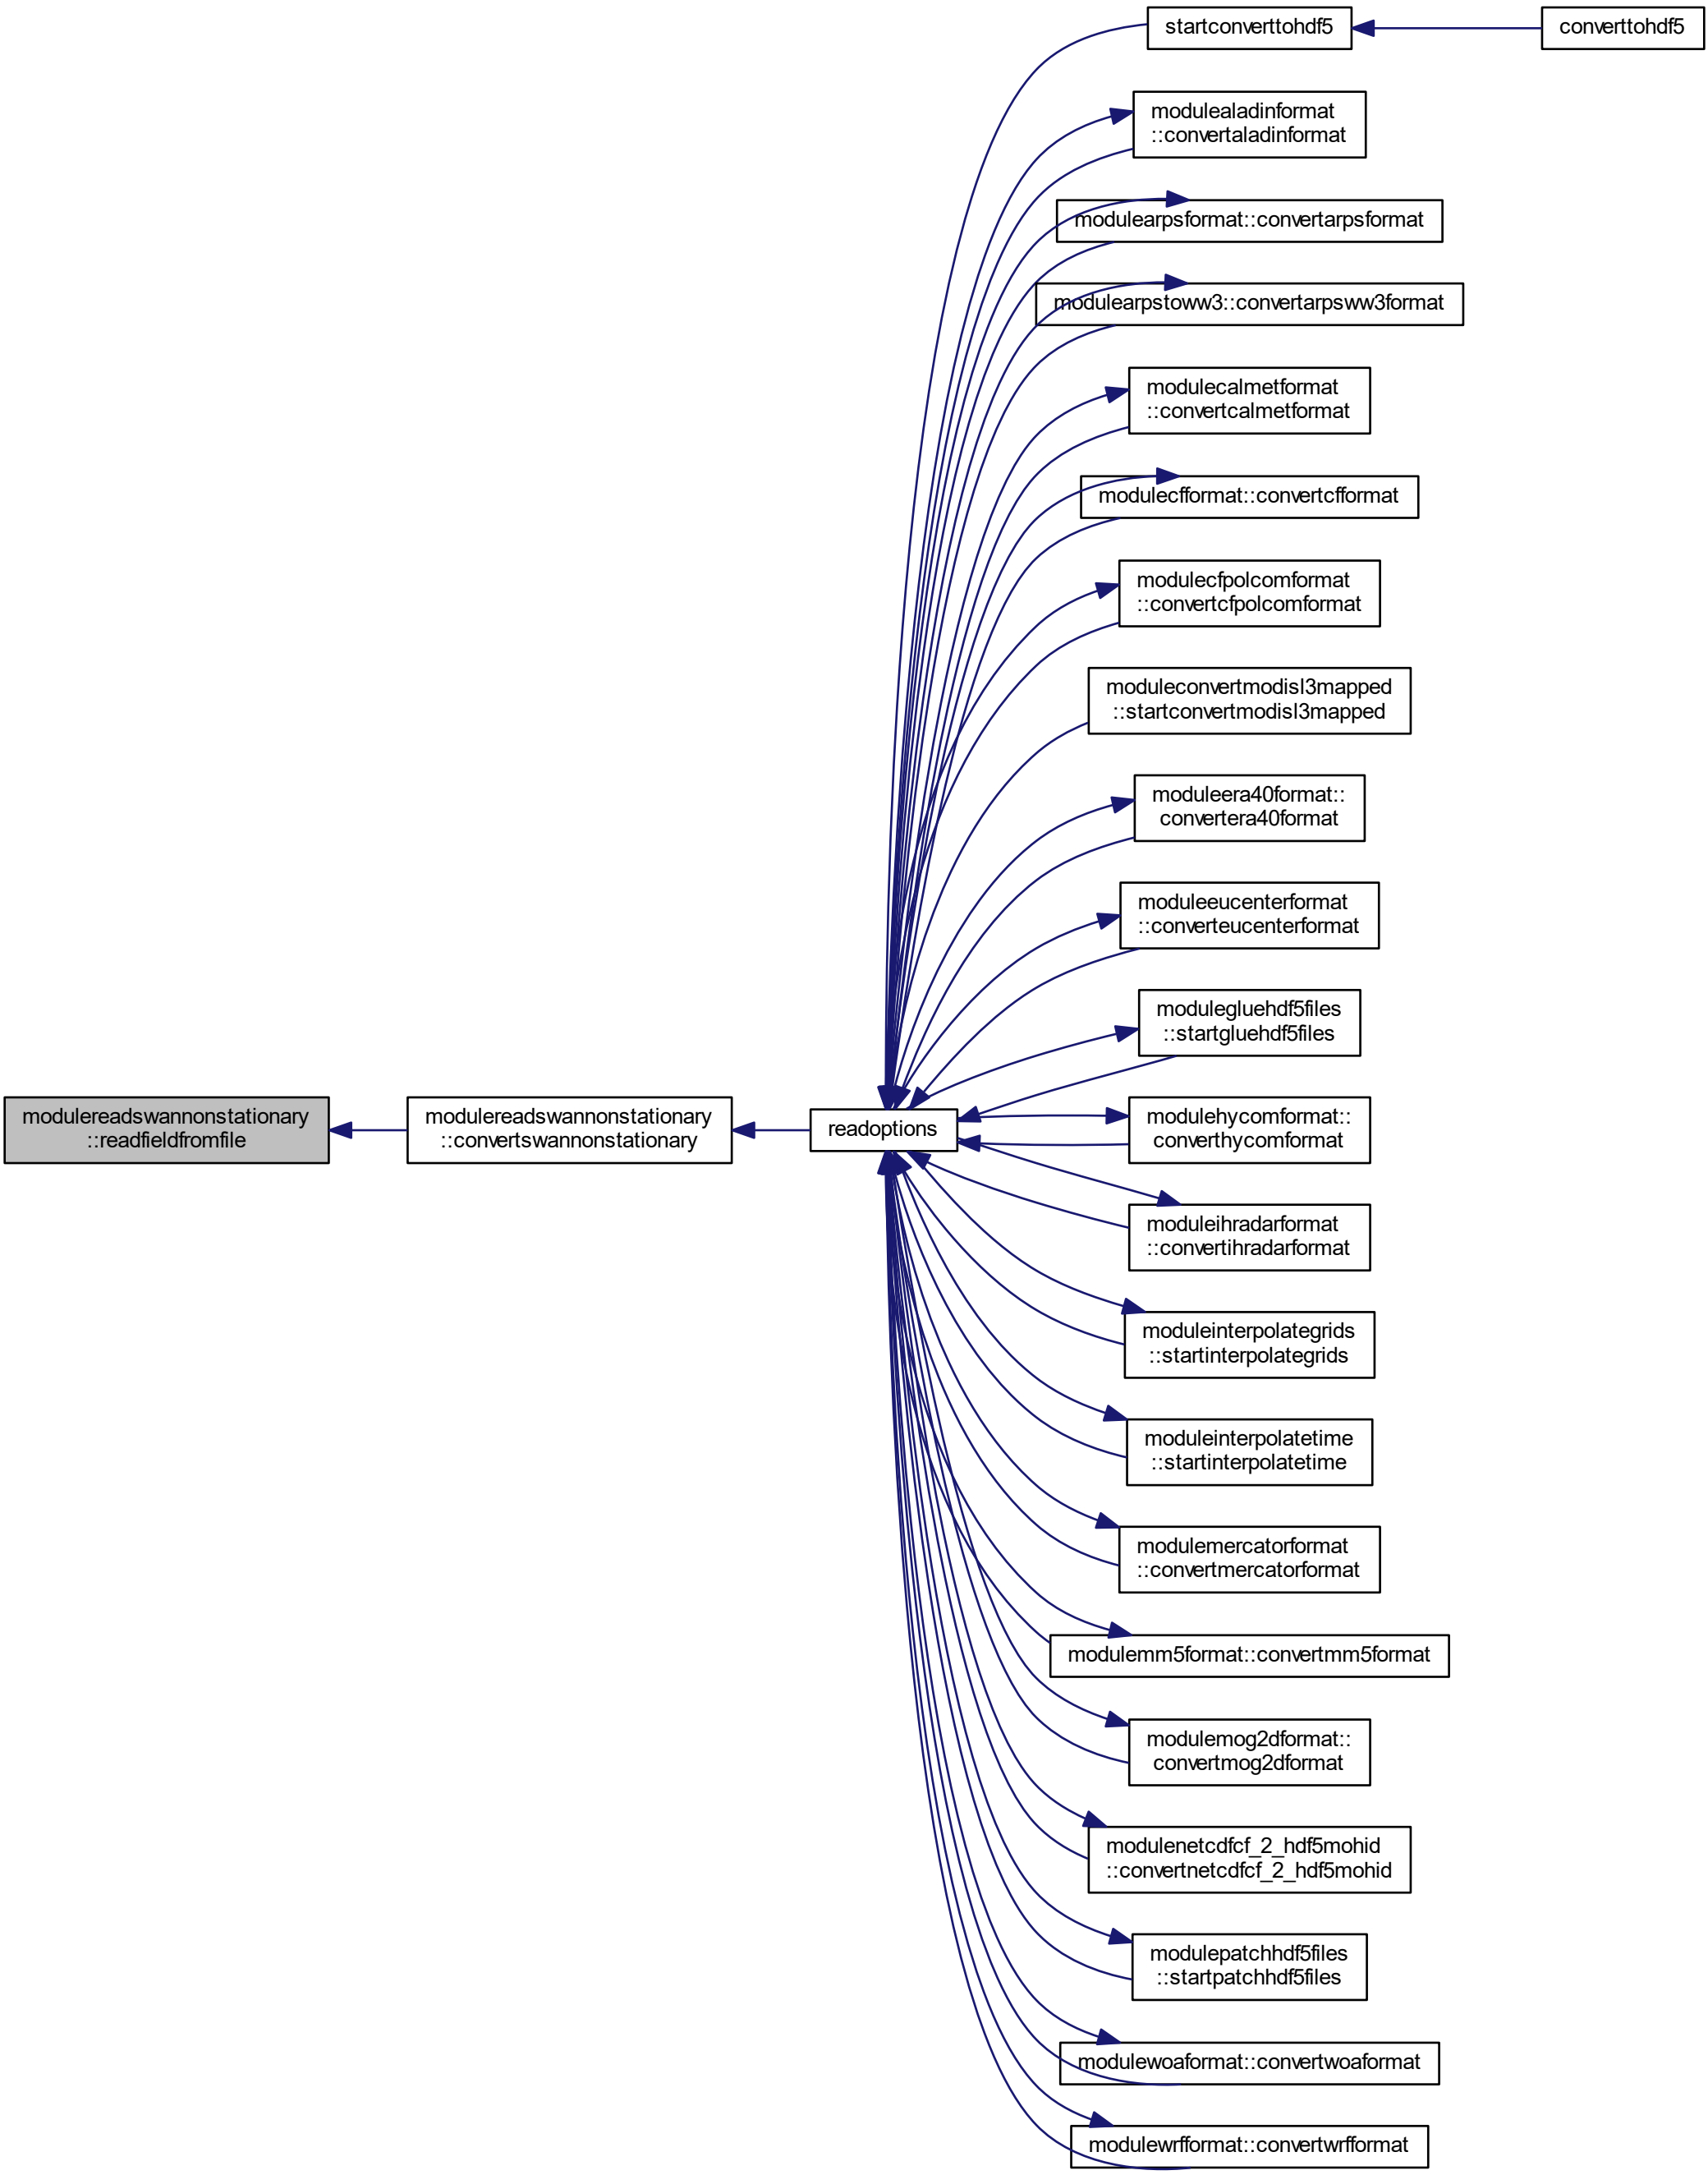 startconverttohdf5
converttohdf5
modulealadinformat
::convertaladinformat
modulearpsformat::convertarpsformat
modulearpstoww3::convertarpsww3format
modulecalmetformat
::convertcalmetformat
modulecfformat::convertcfformat
modulecfpolcomformat
::convertcfpolcomformat
moduleconvertmodisl3mapped
::startconvertmodisl3mapped
moduleera40format::
convertera40format
moduleeucenterformat
::converteucenterformat
modulegluehdf5files
::startgluehdf5files
modulereadswannonstationary
::readfieldfromfile
modulereadswannonstationary
::convertswannonstationary
readoptions
modulehycomformat::
converthycomformat
moduleihradarformat
::convertihradarformat
moduleinterpolategrids
::startinterpolategrids
moduleinterpolatetime
::startinterpolatetime
modulemercatorformat
::convertmercatorformat
modulemm5format::convertmm5format
modulemog2dformat::
convertmog2dformat
modulenetcdfcf_2_hdf5mohid
::convertnetcdfcf_2_hdf5mohid
modulepatchhdf5files
::startpatchhdf5files
modulewoaformat::convertwoaformat
modulewrfformat::convertwrfformat